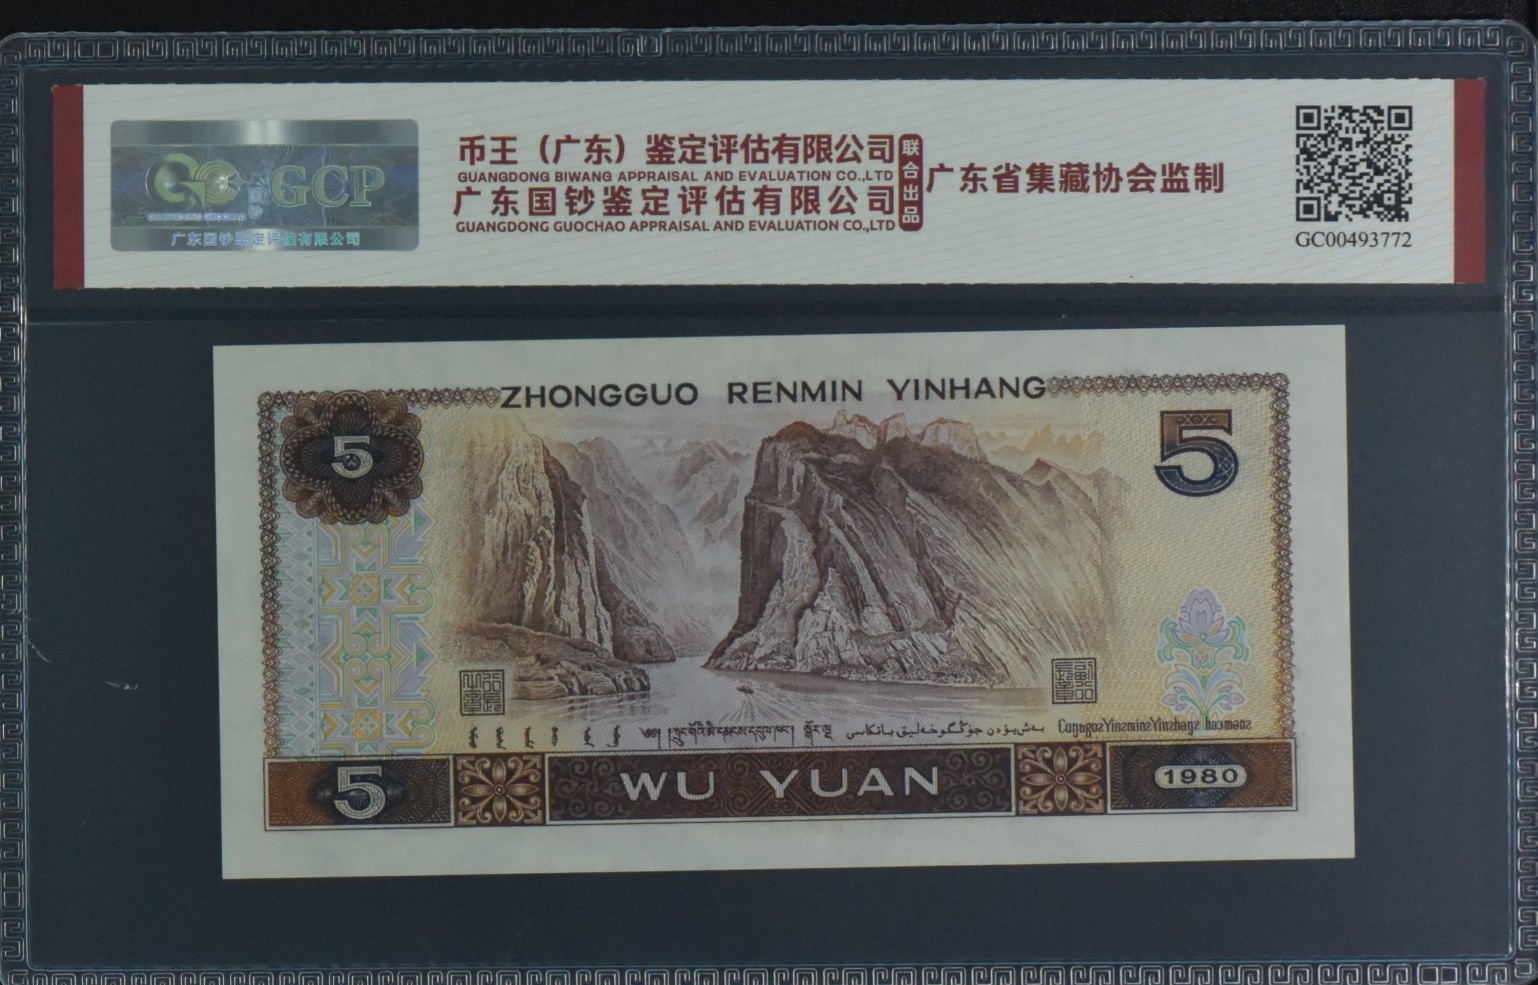 GCP
广东国钞鉴定评估有限公司
币王（广东）鉴定评估有限公司
GUANGDONG BIWANG APPRAISAL AND EVALUATION CO.,LTD
广东国钞鉴定评估有限公司
GUANGDONG GUOCHAO APPRAISAL AND EVALUATION CO.,LTD
联合出品
广东省集藏协会监制
GC00493772
ZHONGGUO RENMIN YINHANG
5
5
5
WU YUAN
1980